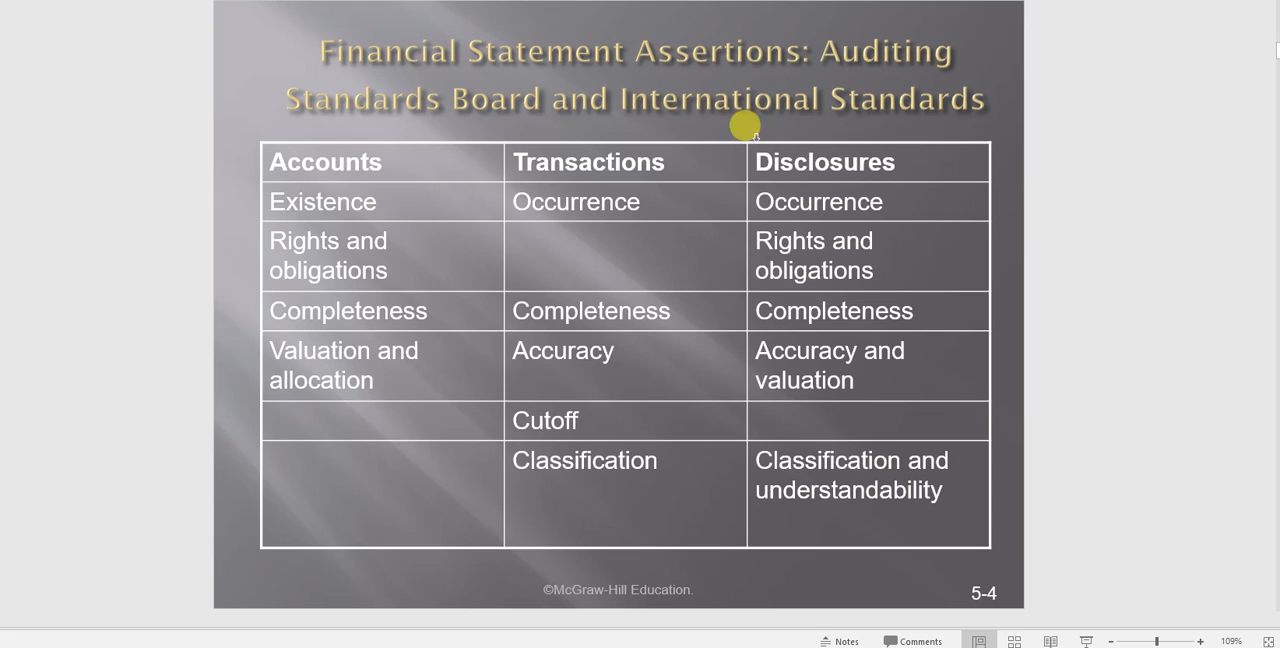 Financial Statement Assertions: Auditing
Standards Board and International Standards
Accounts Transactions Disclosures
Existence Occurrence Occurrence
Rights and
obligations
Rights and
obligations
Completeness Completeness Completeness
Valuation and
allocation
Accuracy
Accuracy and
valuation
Cutoff
Classification
Classification and
understandability
©McGraw-Hill Education.
5-4
Notes Comments 109%